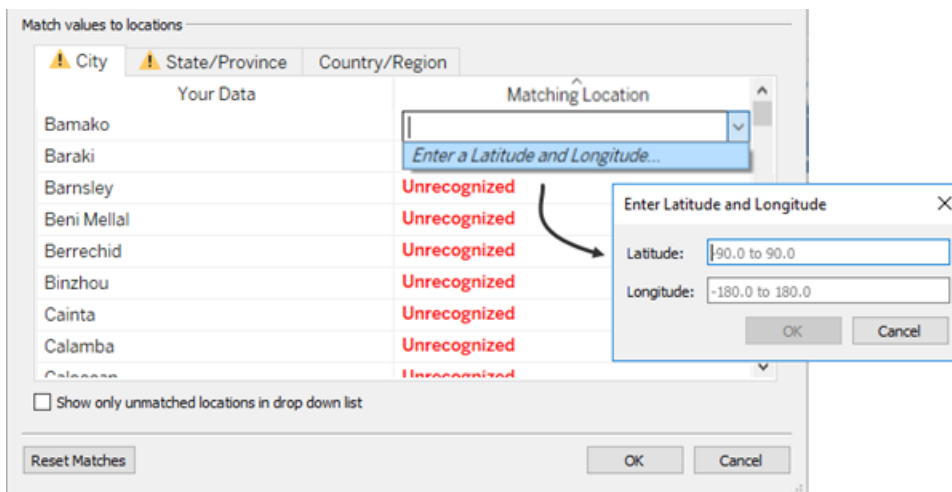 Match values to locations
City State/Province Country/Region
Your Data Matching Location
Bamako
Baraki Enter a Latitude and Longitude...
Barnsley Unrecognized
Beni Mellal Unrecognized
Berrechid Unrecognized
Binzhou Unrecognized
Cainta Unrecognized
Calamba Unrecognized
Caloocan Unrecognized
Enter Latitude and Longitude
Latitude: -90.0 to 90.0
Longitude: -180.0 to 180.0
OK Cancel
Show only unmatched locations in drop down list
Reset Matches OK Cancel